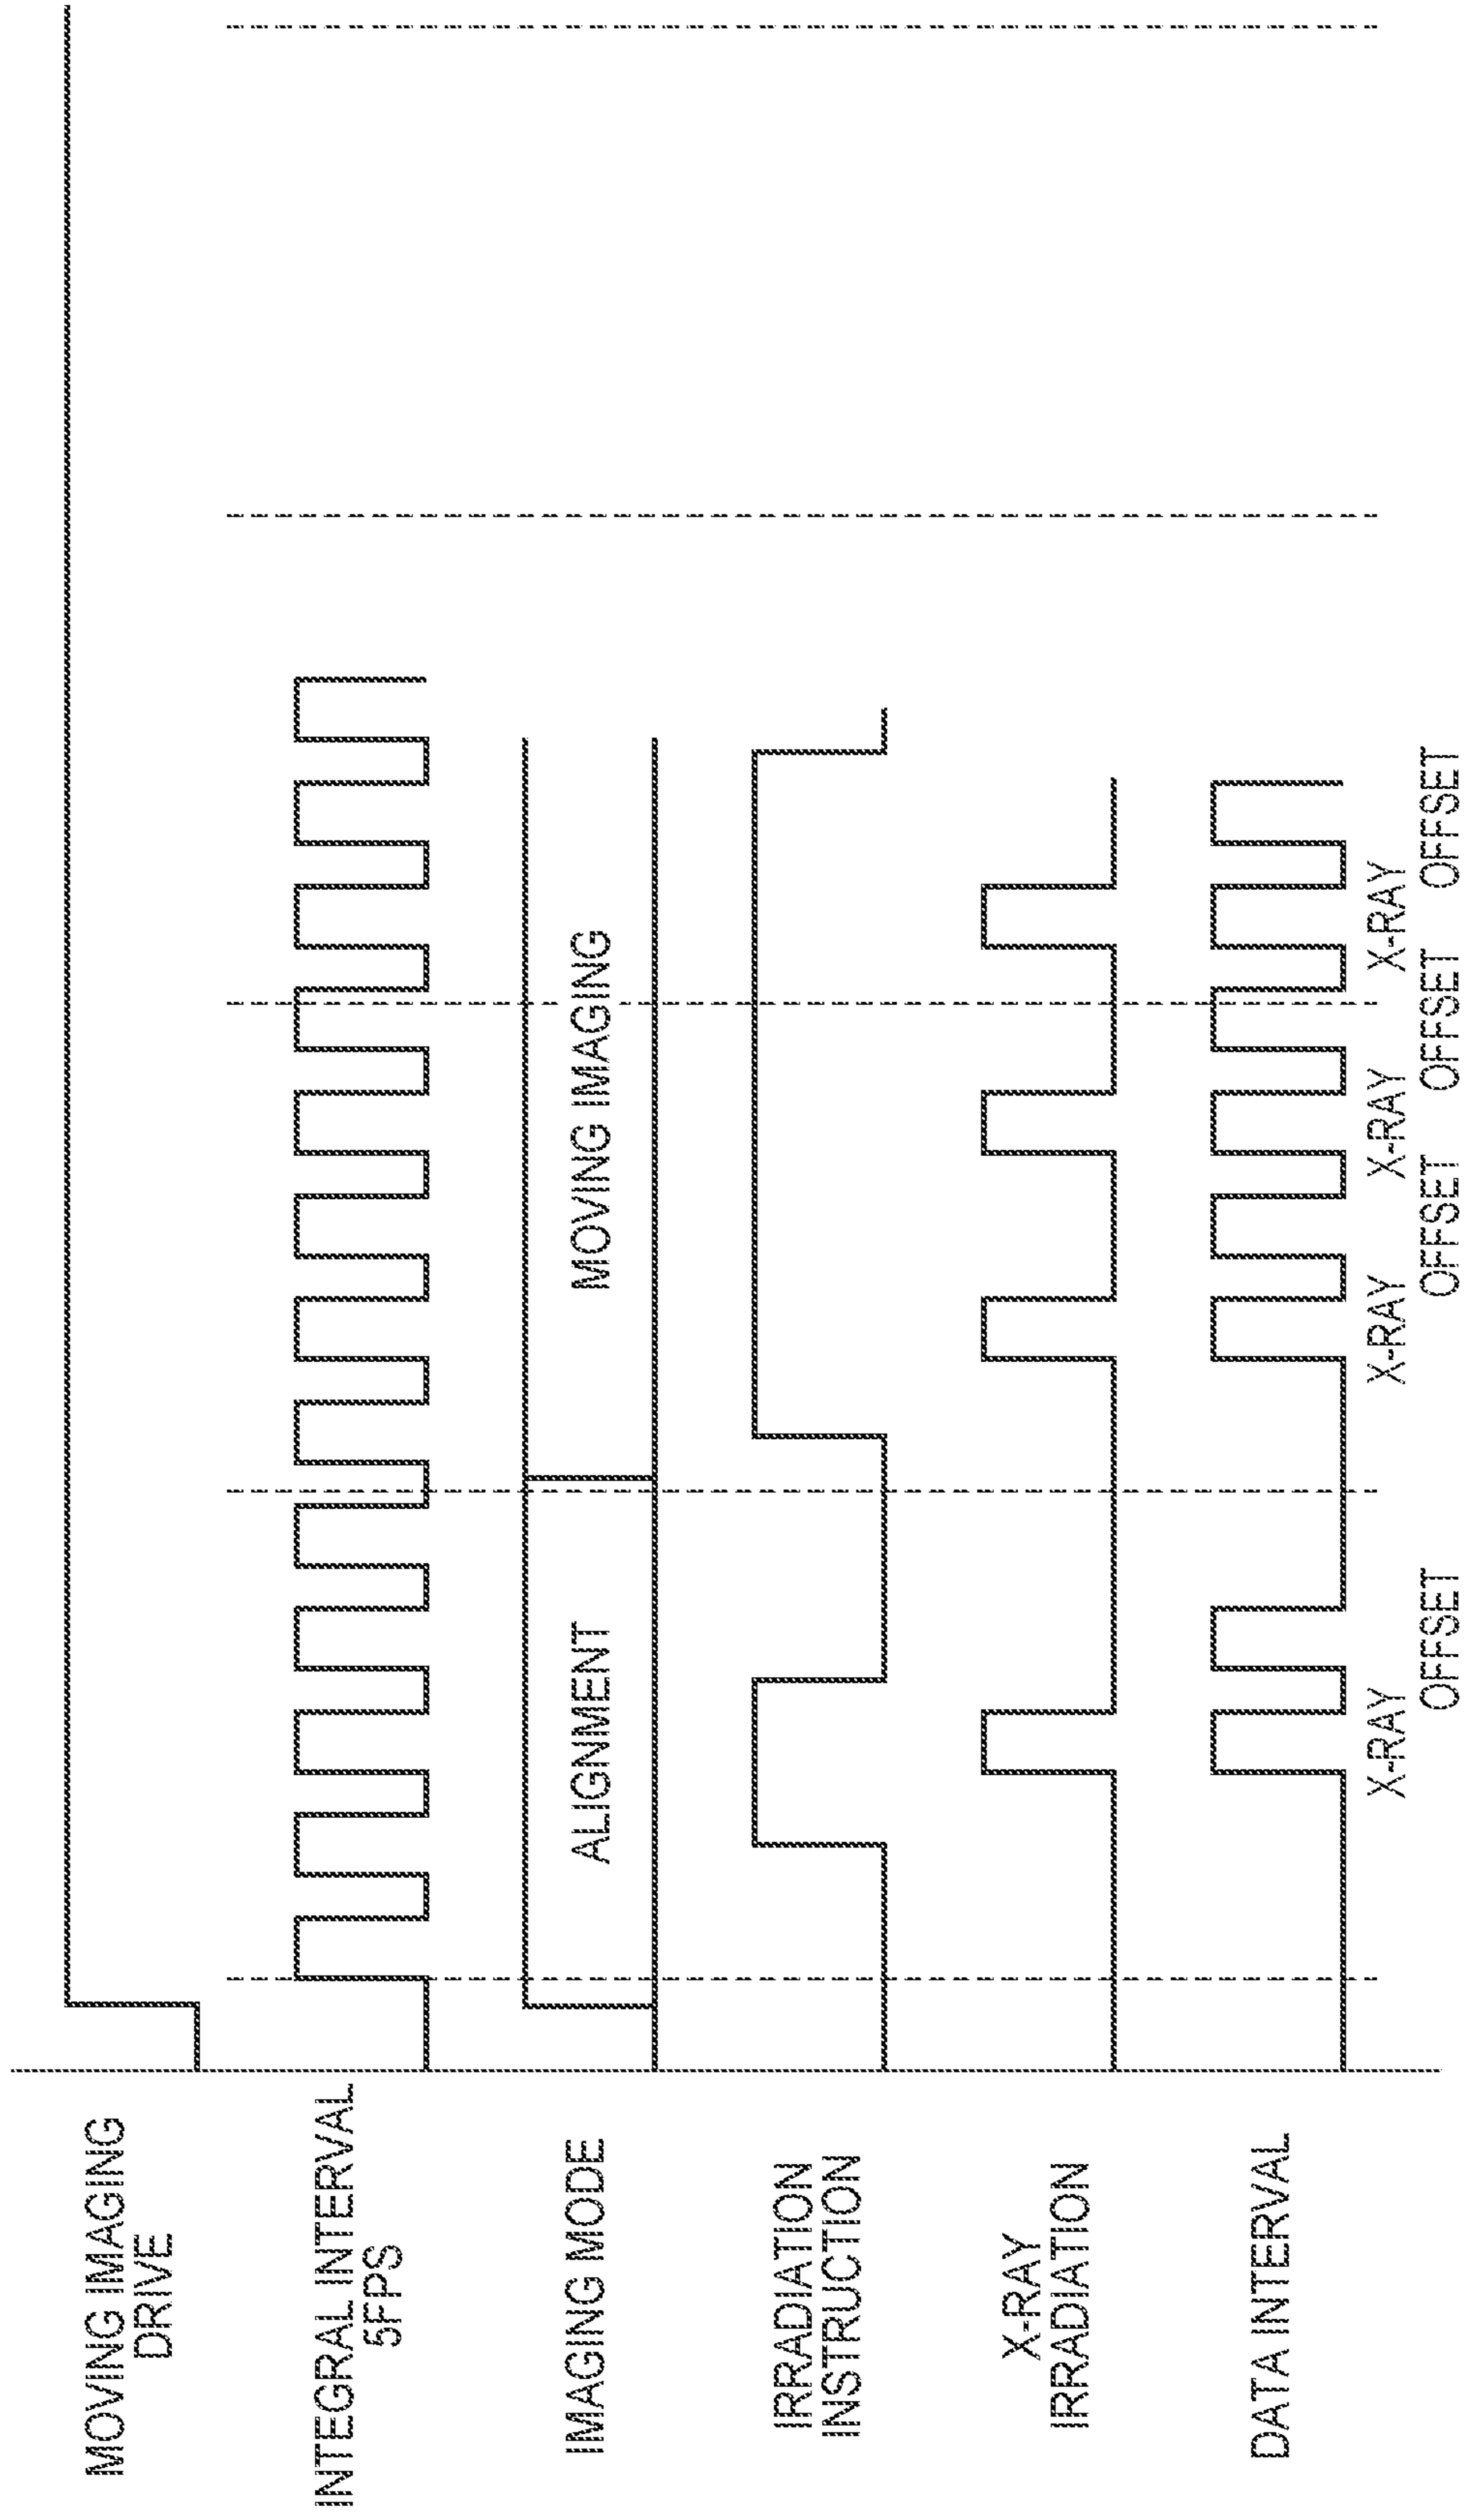 MOVING IMAGING
DRIVE
INTEGRAL INTERVAL
5FPS
IMAGING MODE
ALIGNMENT
MOVING IMAGING
IRRADIATION
INSTRUCTION
X-RAY
IRRADIATION
DATA INTERVAL
X-RAY
X-RAY
X-RAY
X-RAY
OFFSET
OFFSET
OFFSET
OFFSET